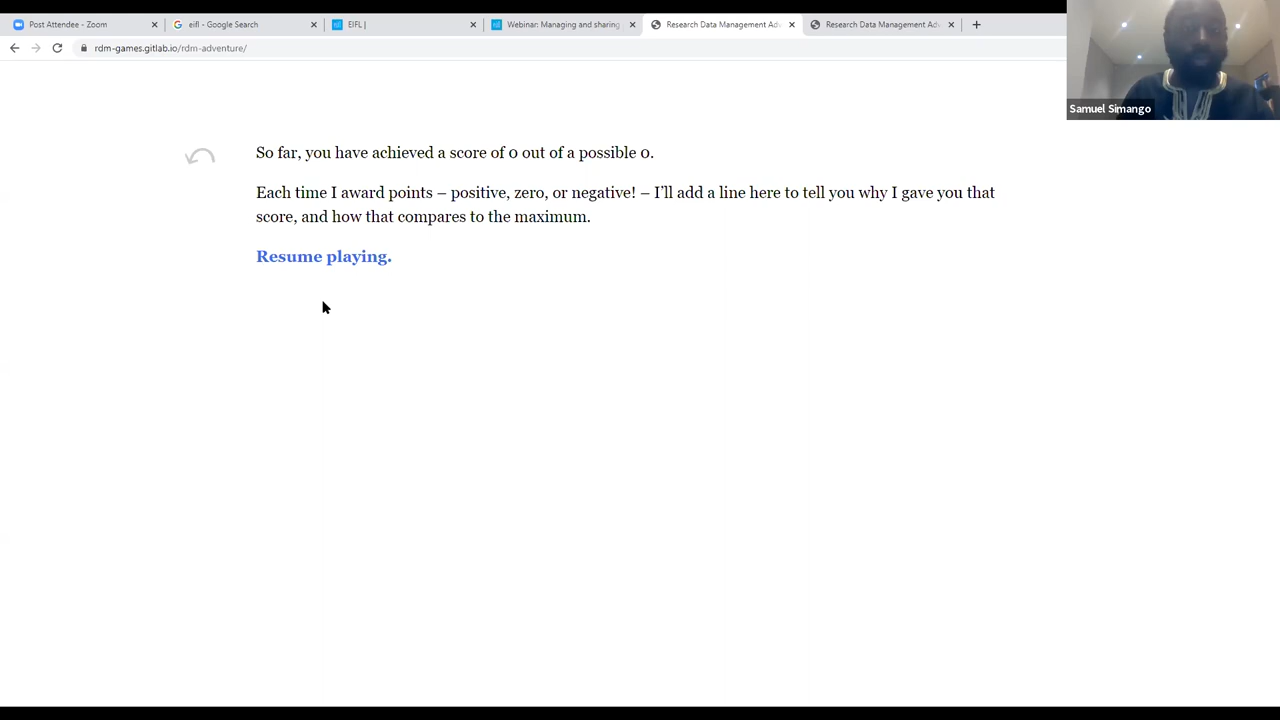 Post Attendee - Zoom
eifl - Google Search
EIFL |
Webinar: Managing and sharing
Research Data Management Adv
Research Data Management Adv
rdm-games.gitlab.io/rdm-adventure/
Samuel Simango
So far, you have achieved a score of 0 out of a possible 0.
Each time I award points – positive, zero, or negative! – I’ll add a line here to tell you why I gave you that
score, and how that compares to the maximum.
Resume playing.